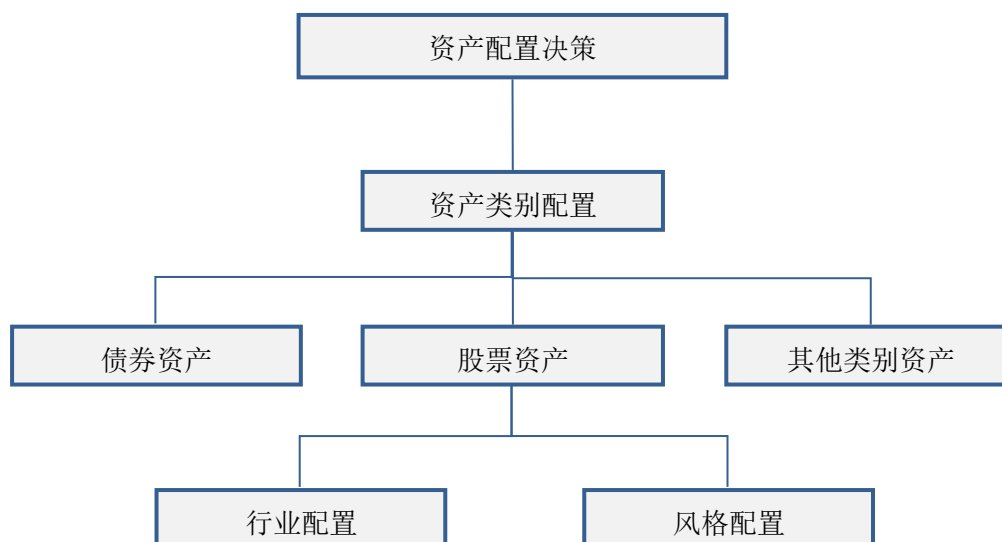 资产配置决策
资产类别配置
债券资产
股票资产
其他类别资产
行业配置
风格配置